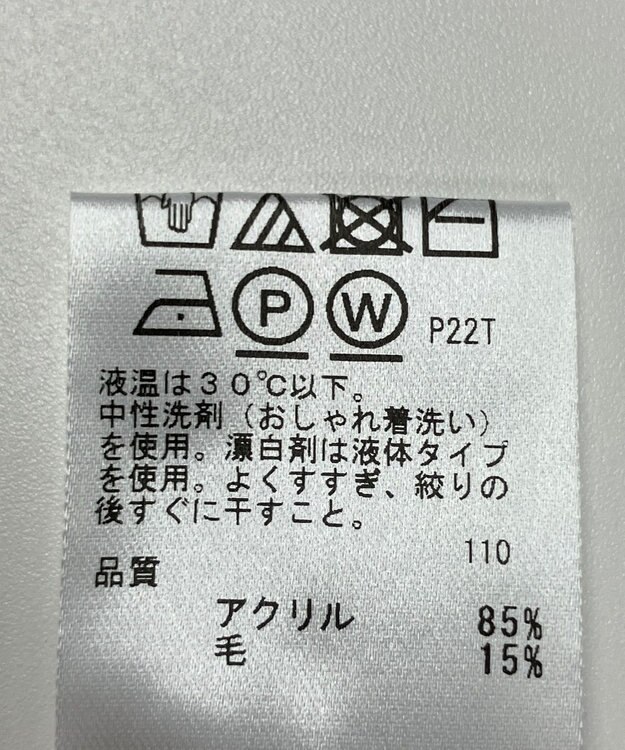 P W P22T
液温は３０℃以下。
中性洗剤（おしゃれ着洗い）
を使用。漂白剤は液体タイプ
を使用。よくすすぎ、絞りの
後すぐに干すこと。
110
品質
アクリル 85%
毛 15%